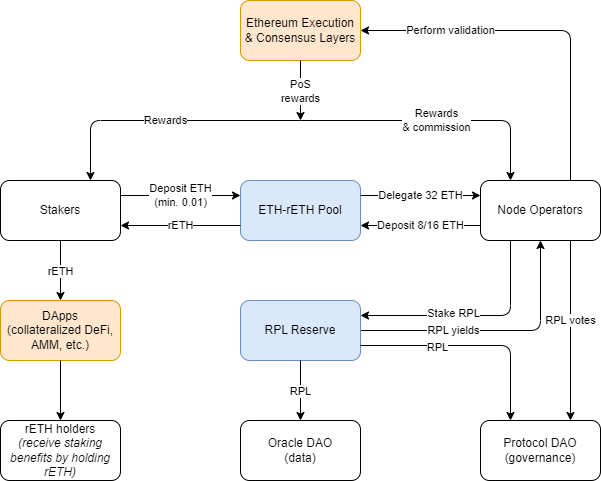 Ethereum Execution
& Consensus Layers
Perform validation
PoS
rewards
Rewards
Rewards
& commission
Stakers
Deposit ETH
(min. 0.01)
rETH
ETH-rETH Pool
Delegate 32 ETH
Deposit 8/16 ETH
Node Operators
rETH
DApps
(collateralized DeFi,
AMM, etc.)
RPL Reserve
Stake RPL
RPL yields
RPL
RPL votes
RPL
rETH holders
(receive staking
benefits by holding
rETH)
Oracle DAO
(data)
Protocol DAO
(governance)